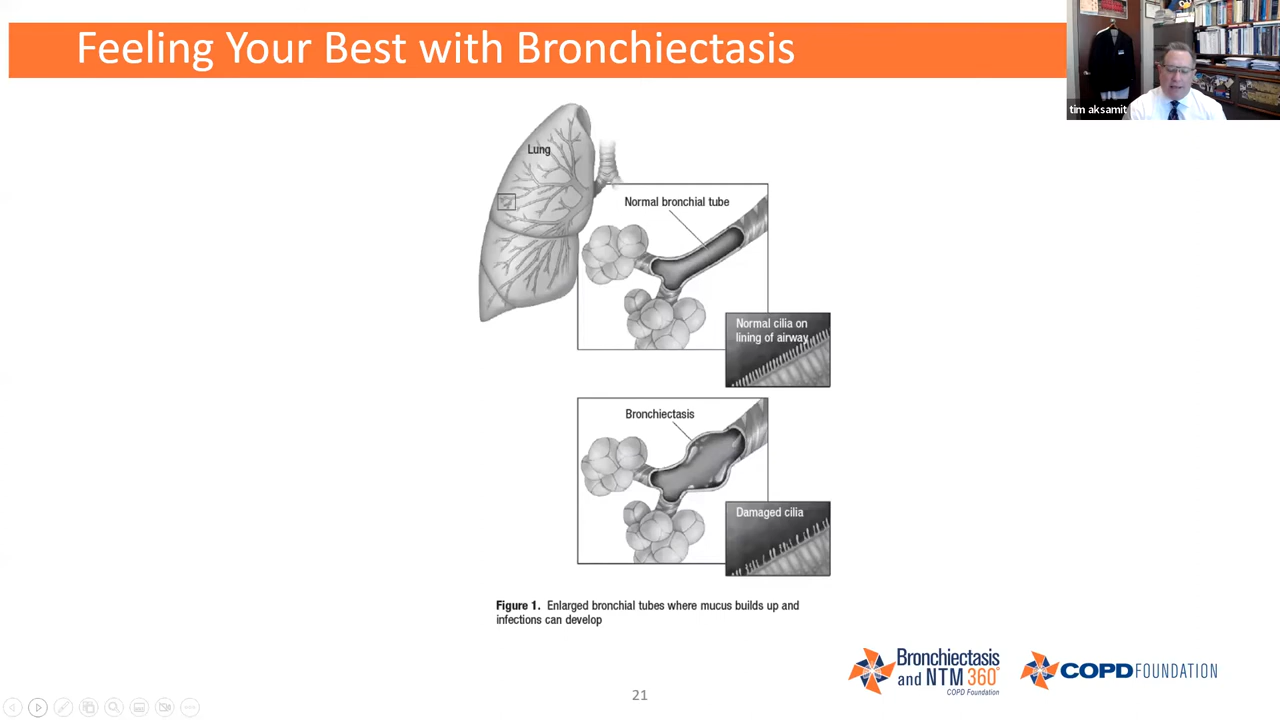 Feeling Your Best with Bronchiectasis
tim aksamit
Lung
Normal bronchial tube
Normal cilia on
lining of airway
Bronchiectasis
Damaged cilia
Figure 1. Enlarged bronchial tubes where mucus builds up and
infections can develop
Bronchiectasis
and NTM 360°
COPD Foundation
COPD FOUNDATION
21